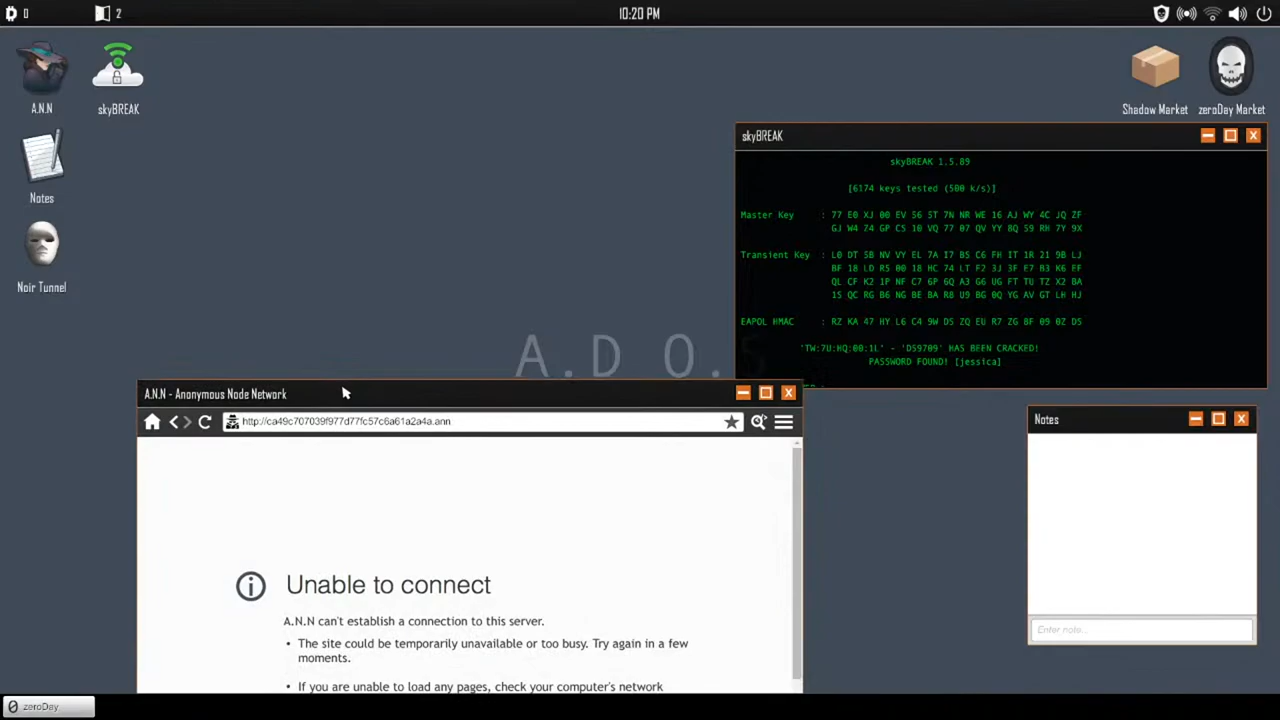 0
2
10:20 PM
A.N.N
skyBREAK
Shadow Market
zeroDay Market
Notes
Noir Tunnel
skyBREAK
skyBREAK 1.5.89
[6174 keys tested (500 k/s)]
Master Key : 77 E0 XJ 00 EV 56 5T 7N NR WE 16 AJ WY 4C JQ ZF
GJ W4 Z4 GP CS 10 VQ 77 07 QV YY 8Q 59 RH 7Y 9X
Transient Key : L0 DT 5B NV VY EL 7A I7 BS C6 FH IT 1R 21 9B LJ
BF 18 LD R5 00 18 HC 74 LT F2 3J 3F E7 B3 K6 EF
QL CF K2 1P NF C7 6P 6Q A3 G6 UG FT TU TZ X2 BA
1S QC RG B6 NG BE BA R8 U9 BG 0Q YG AV GT LH HJ
EAPOL HMAC : RZ KA 47 HY L6 C4 9W DS ZQ EU R7 ZG BF 09 0Z D5
'TW:7U:HQ:00:1L' - 'D59709' HAS BEEN CRACKED!
PASSWORD FOUND! [jessica]
A.D O.S
A.N.N - Anonymous Node Network
http://ca49c707039f977d77fc57c6a61a2a4a.ann
Unable to connect
A.N.N can't establish a connection to this server.
• The site could be temporarily unavailable or too busy. Try again in a few
moments.
• If you are unable to load any pages, check your computer's network
Notes
Enter note...
zeroDay